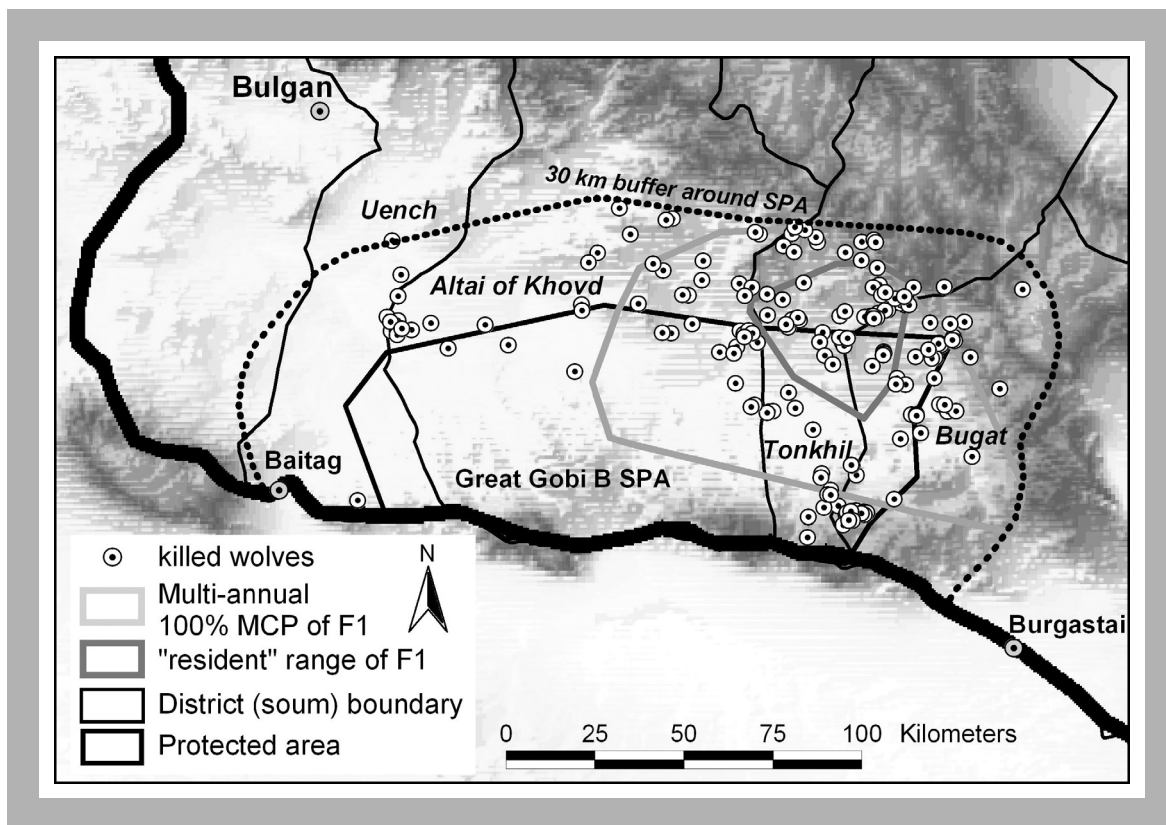 Bulgan
30 km buffer around SPA
Uench
Altai of Khovd
Tonkhil
Bugat
Baitag
Great Gobi B SPA
killed wolves
N
Multi-annual
100% MCP of F1
"resident" range of F1
Burgastai
District (soum) boundary
Protected area
0 25 50 75 100 Kilometers